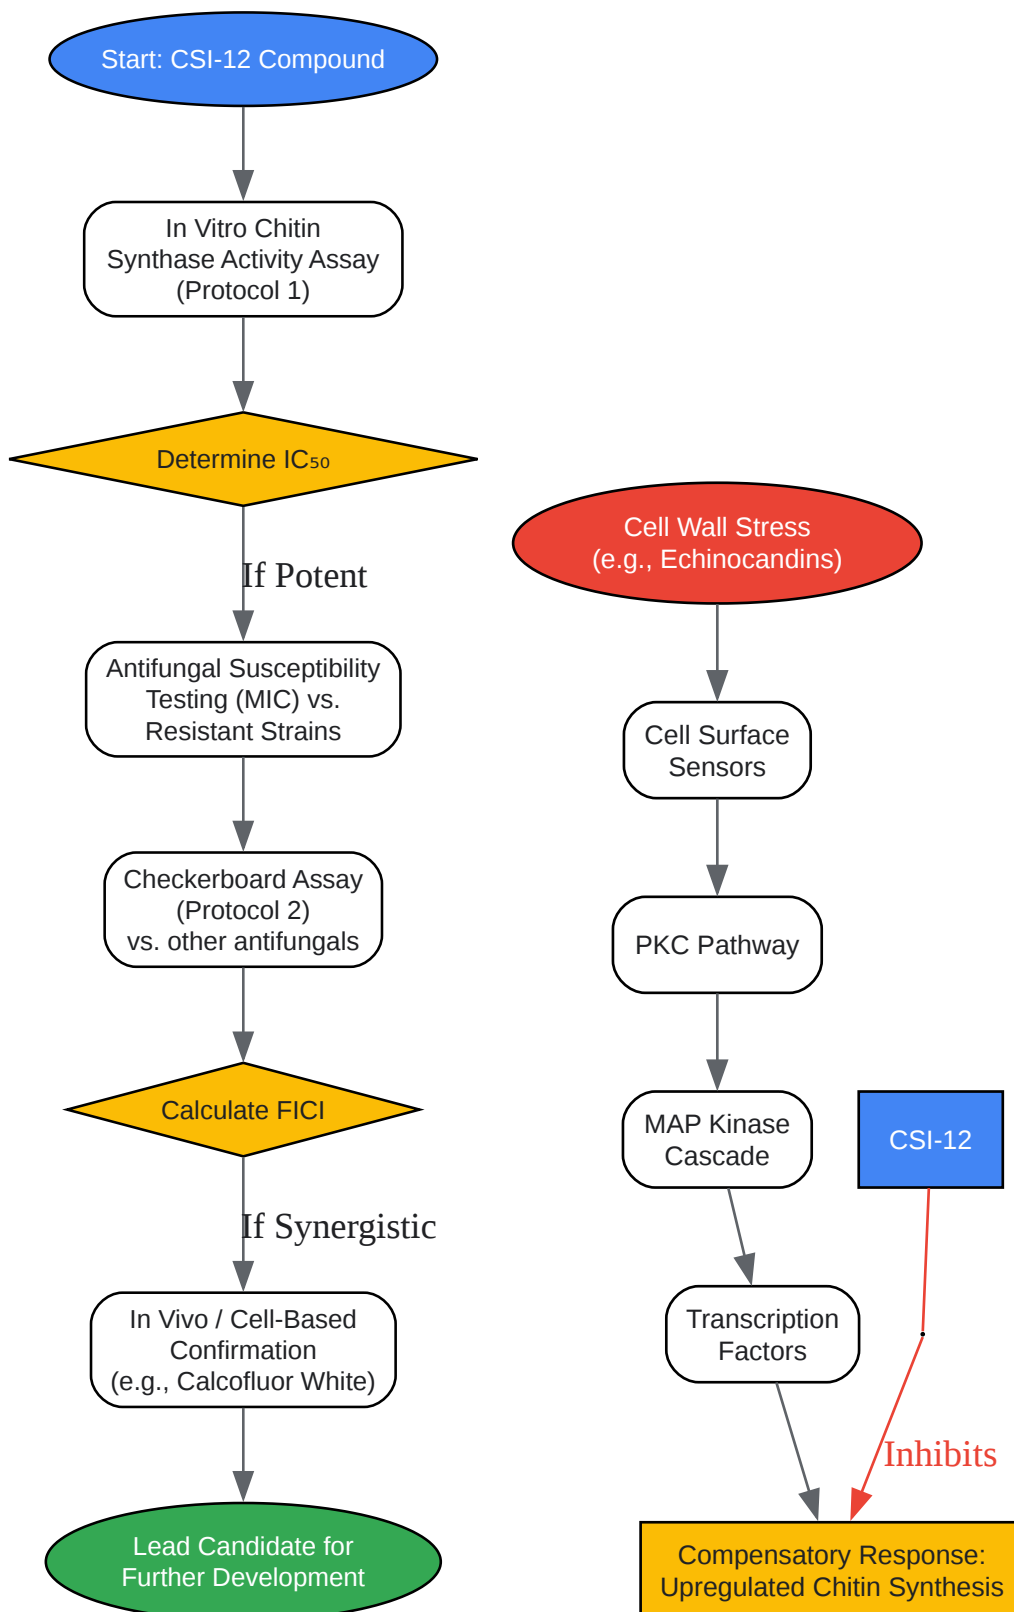 Start: CSI-12 Compound
In Vitro Chitin
Synthase Activity Assay
(Protocol 1)
Determine IC₅₀
If Potent
Antifungal Susceptibility
Testing (MIC) vs.
Resistant Strains
Checkerboard Assay
(Protocol 2)
vs. other antifungals
Calculate FICI
If Synergistic
In Vivo / Cell-Based
Confirmation
(e.g., Calcofluor White)
Lead Candidate for
Further Development
Cell Wall Stress
(e.g., Echinocandins)
Cell Surface
Sensors
PKC Pathway
MAP Kinase
Cascade
CSI-12
Transcription
Factors
Inhibits
Compensatory Response:
Upregulated Chitin Synthesis